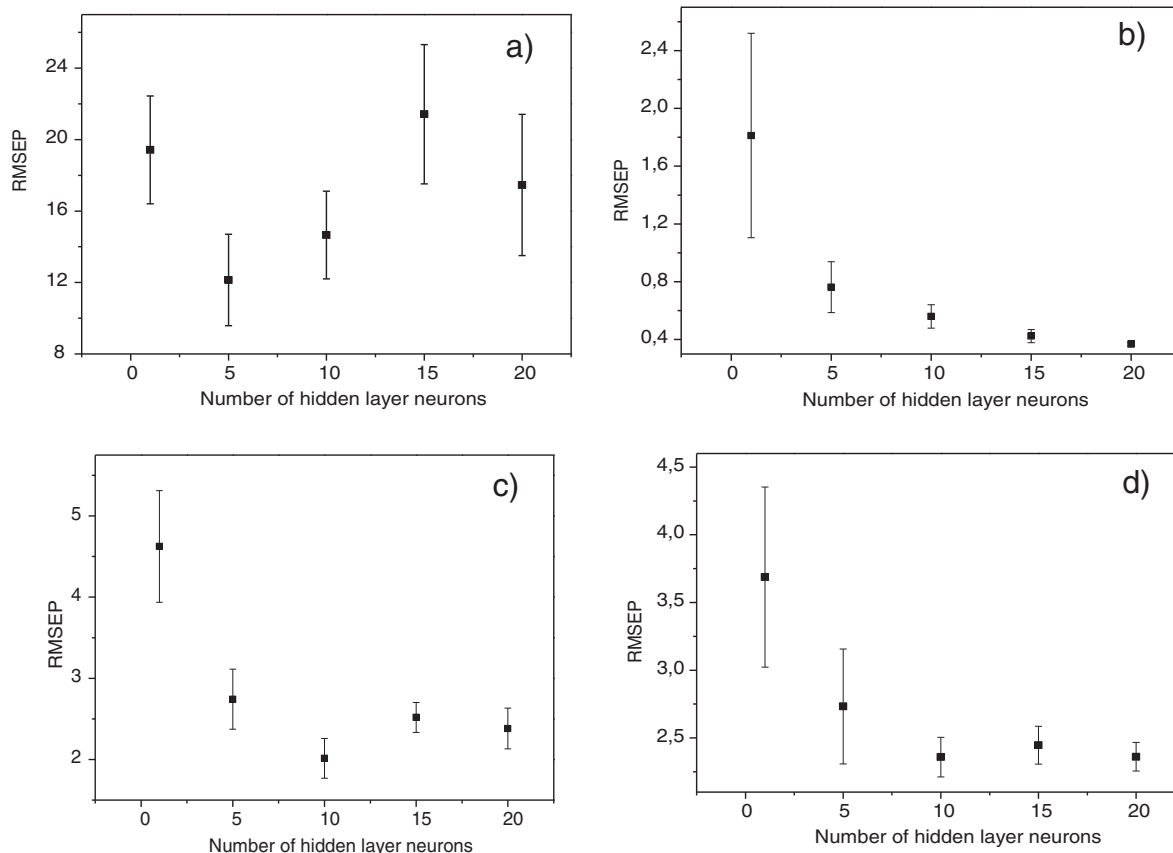 a)
24
20
16
12
8
RMSEP
0 5 10 15 20
Number of hidden layer neurons
b)
2,4
2,0
1,6
1,2
0,8
0,4
RMSEP
0 5 10 15 20
Number of hidden layer neurons
c)
5
4
3
2
RMSEP
0 5 10 15 20
Number of hidden layer neurons
d)
4,5
4,0
3,5
3,0
2,5
RMSEP
0 5 10 15 20
Number of hidden layer neurons